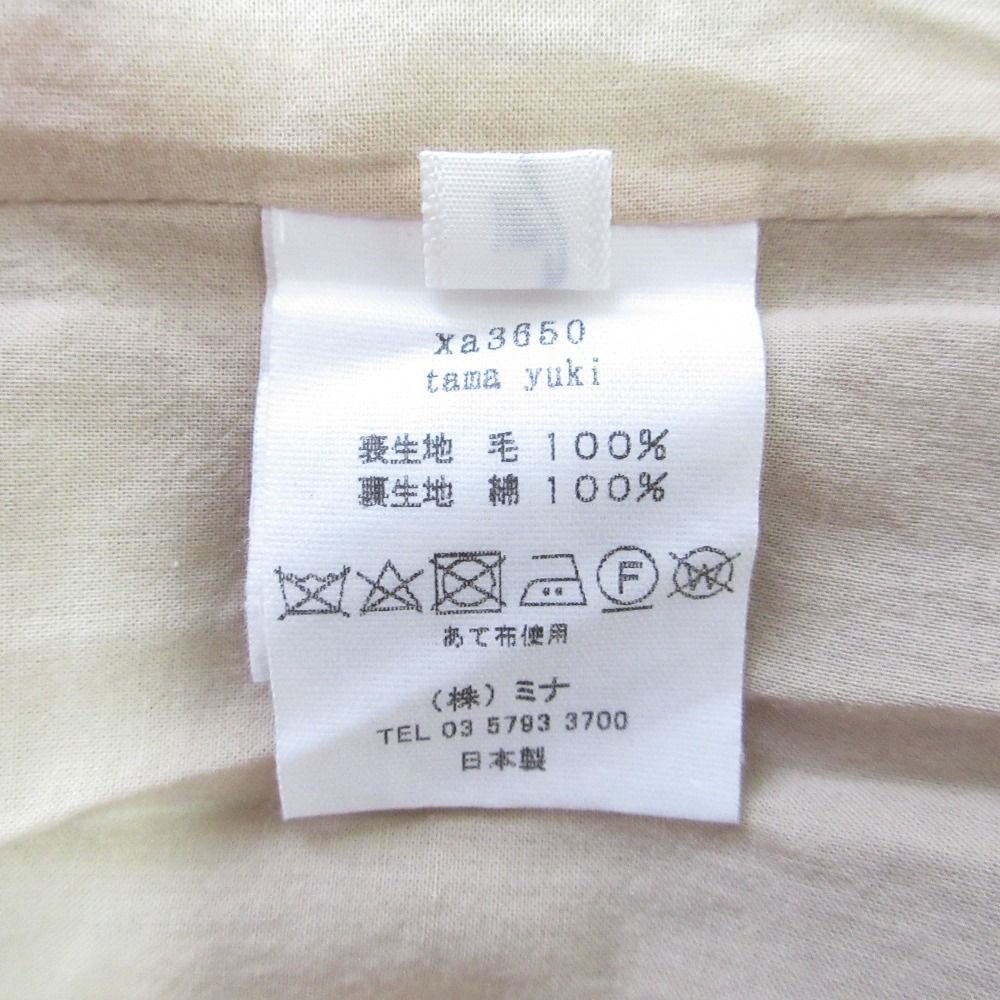 xa3650
tama yuki
表生地 毛 100%
裏生地 綿 100%
F W
あて布使用
（株）ミナ
TEL 03 5793 3700
日本製